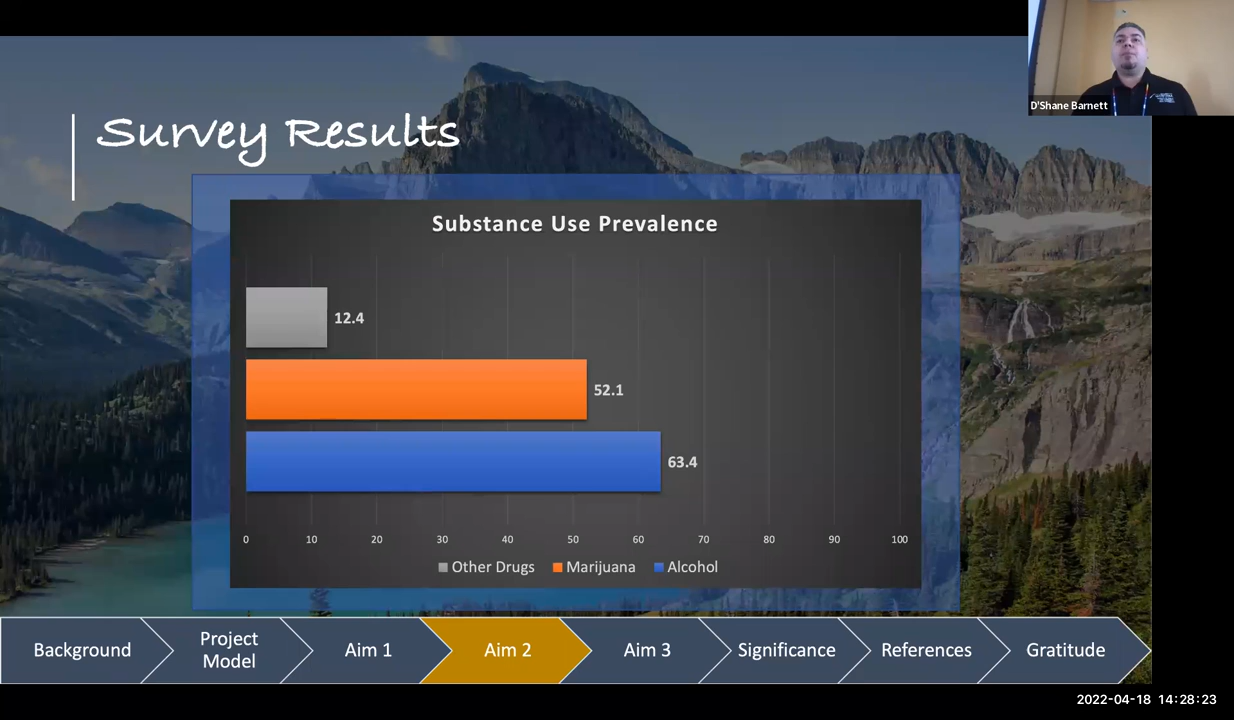 D'Shane Barnett
Survey Results
Substance Use Prevalence
12.4
52.1
63.4
0 10 20 30 40 50 60 70 80 90 100
Other Drugs Marijuana Alcohol
Background
Project
Model
Aim 1
Aim 2
Aim 3
Significance
References
Gratitude
2022-04-18 14:28:23